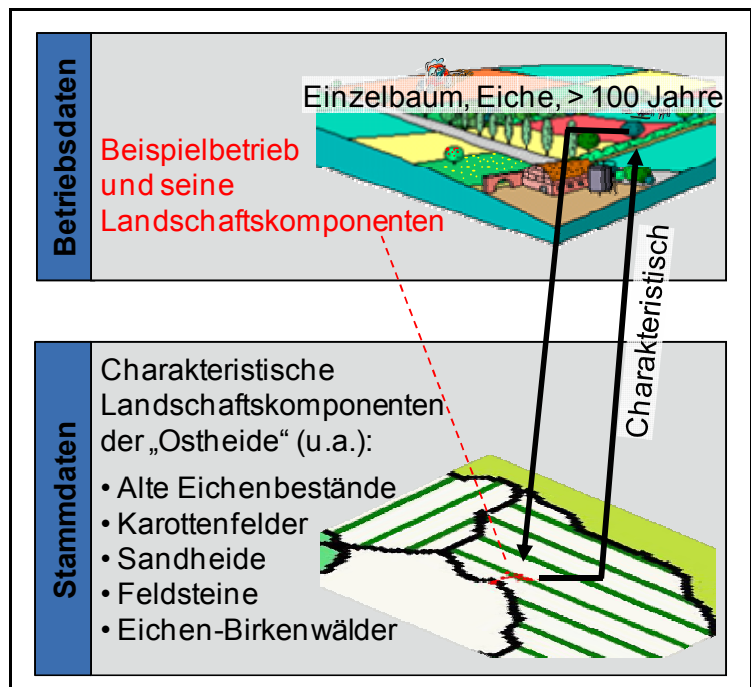 Betriebsdaten
Einzelbaum, Eiche, > 100 Jahre
Beispielbetrieb
und seine
Landschaftskomponenten
Charakteristisch
Stammdaten
Charakteristische
Landschaftskomponenten
der „Ostheide“ (u.a.):
• Alte Eichenbestände
• Karottenfelder
• Sandheide
• Feldsteine
• Eichen-Birkenwälder